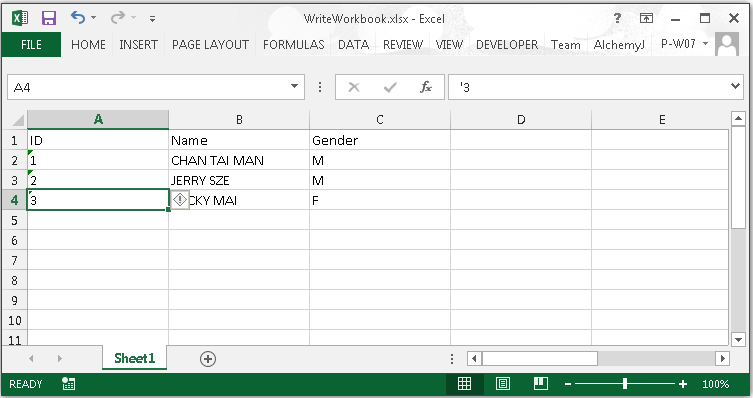 WriteWorkbook.xlsx - Excel
?
FILE HOME INSERT PAGE LAYOUT FORMULAS DATA REVIEW VIEW DEVELOPER Team AlchemyJ P-W07
A4 fx '3
A B C D E
1 ID Name Gender
2 1 CHAN TAI MAN M
3 2 JERRY SZE M
4 3 CKY MAI F
5
6
7
8
9
10
11
Sheet1
READY 100%